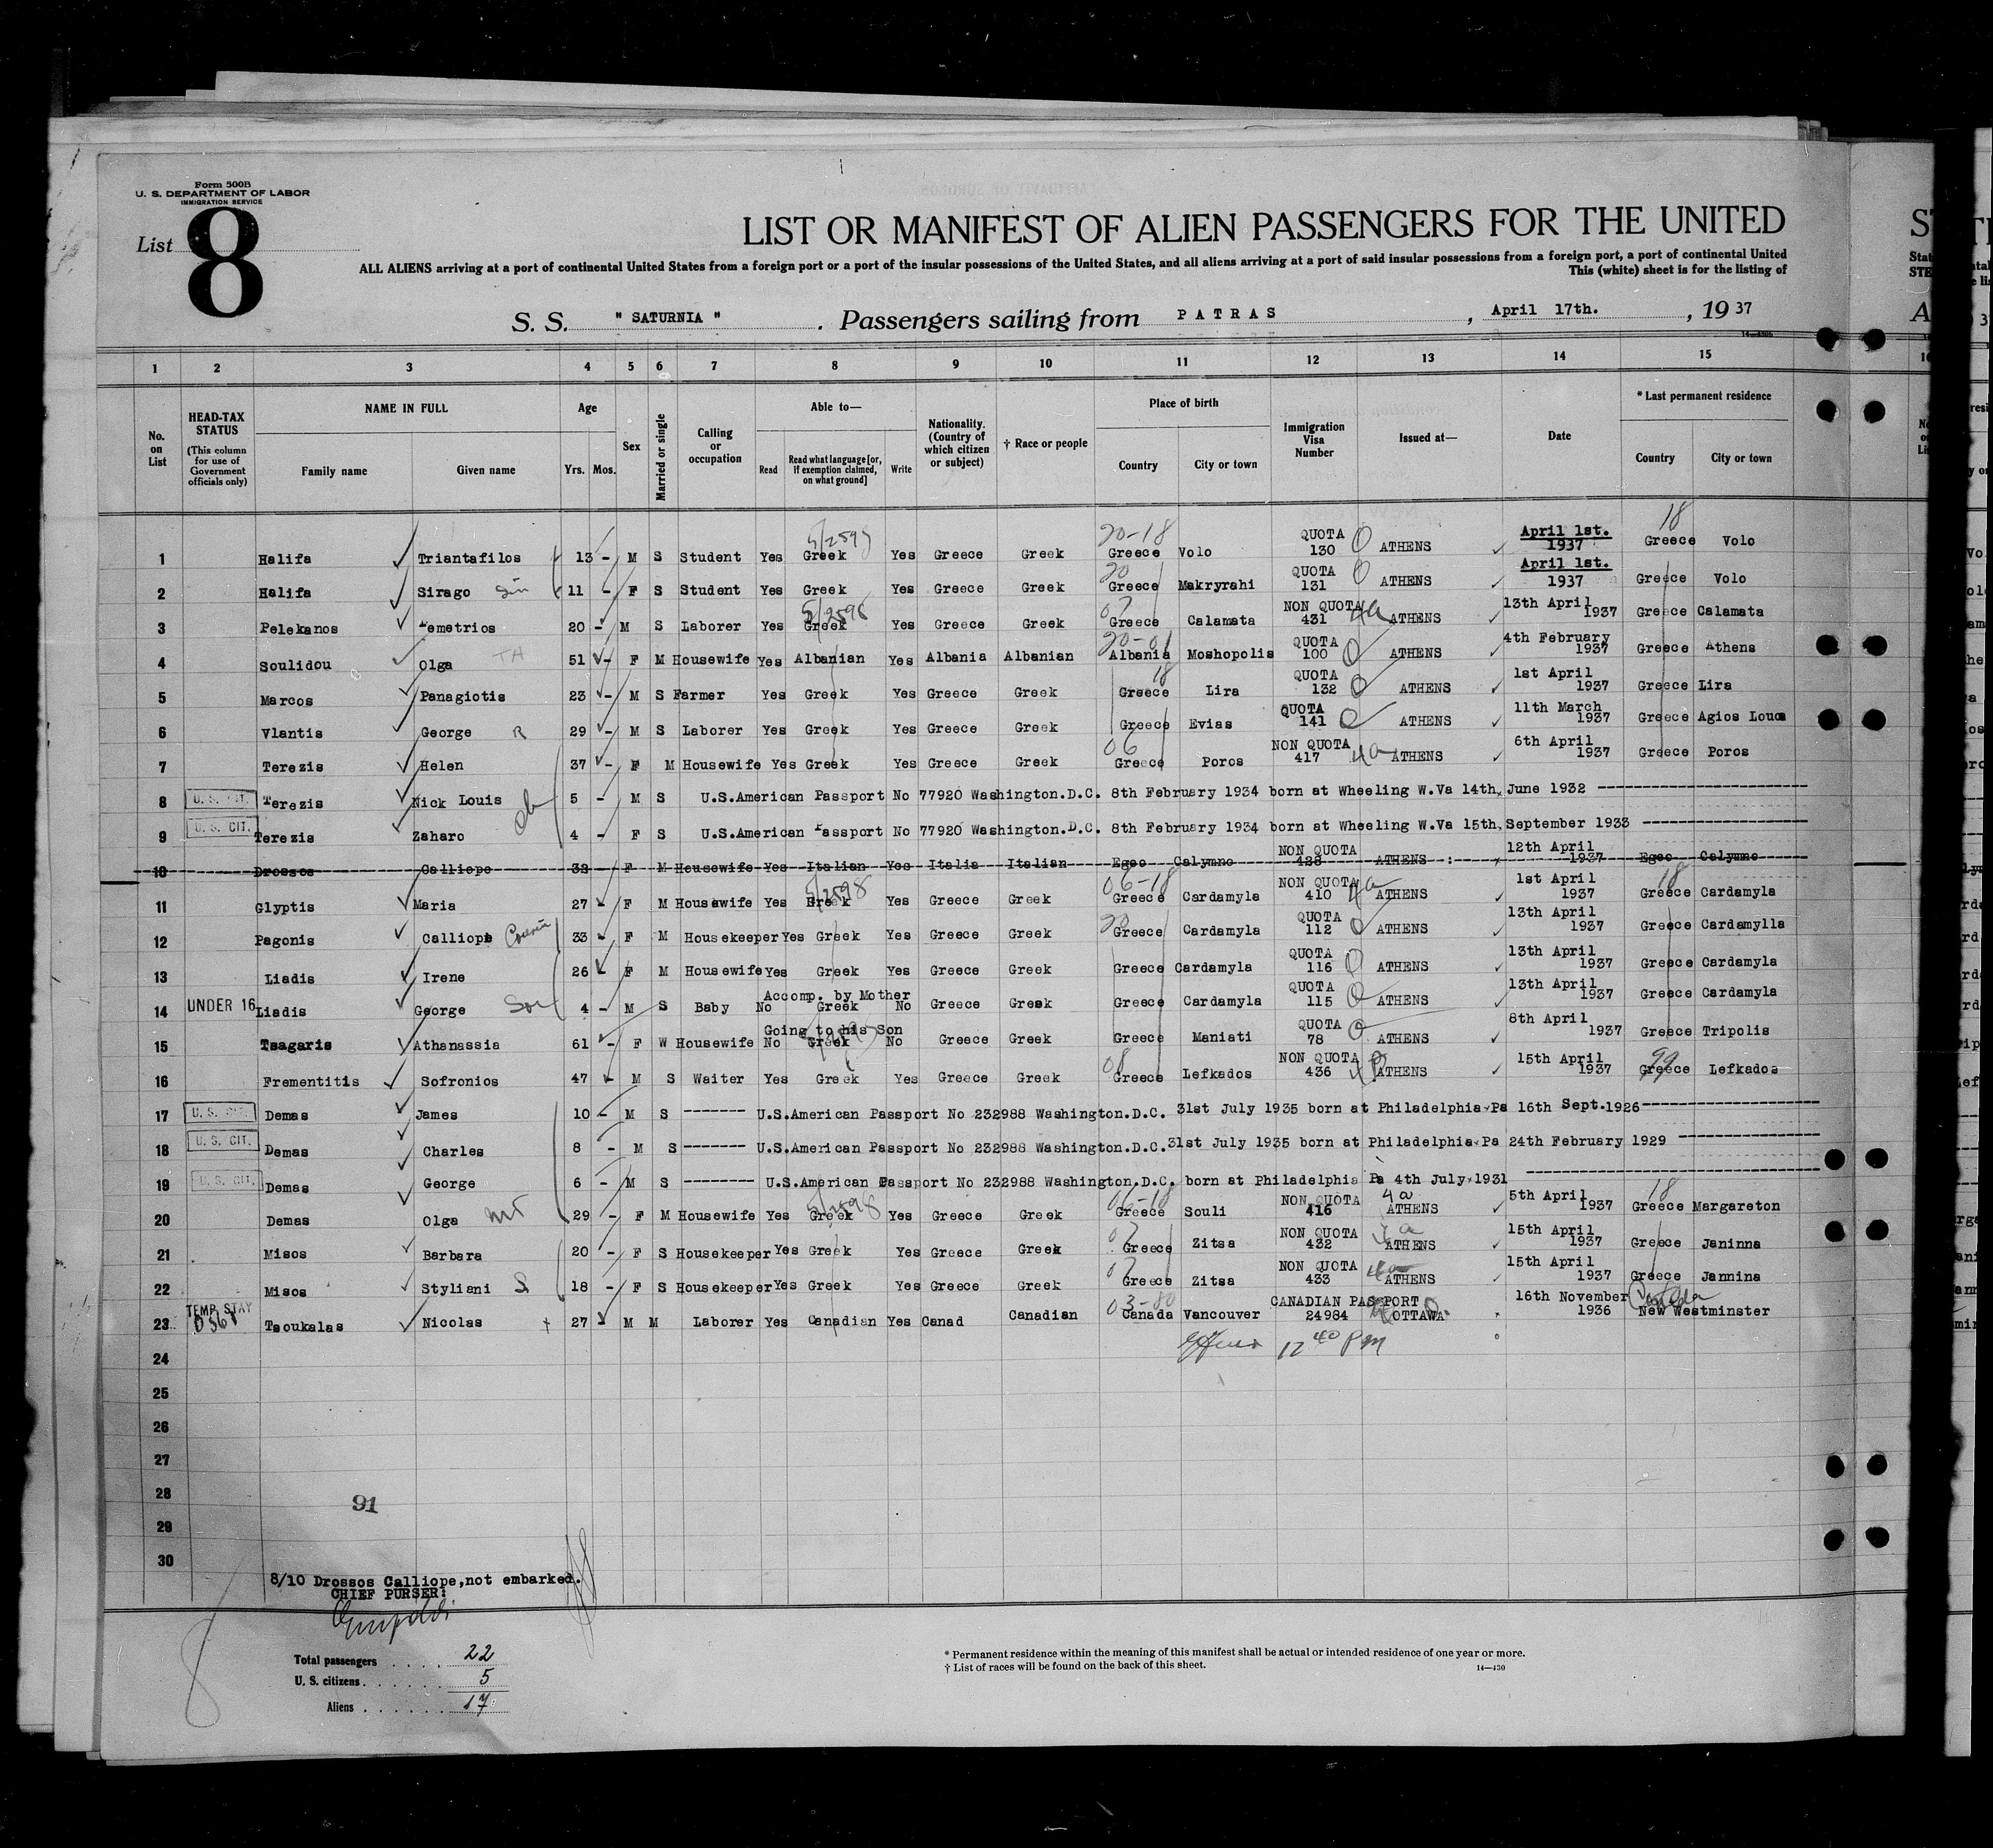 Form 500B
U. S. DEPARTMENT OF LABOR
IMMIGRATION SERVICE
List 8
LIST OR MANIFEST OF ALIEN PASSENGERS FOR THE UNITED
ALL ALIENS arriving at a port of continental United States from a foreign port or a port of the insular possessions of the United States, and all aliens arriving at a port of said insular possessions from a foreign port, a port of continental United
This (white) sheet is for the listing of
S. S. " SATURNIA " . Passengers sailing from P A T R A S , April 17th. , 19 37
1 2 3 4 5 6 7 8 9 10 11 12 13 14 15
No. on List
HEAD-TAX STATUS (This column for use of Government officials only)
NAME IN FULL
Family name Given name
Age
Yrs. Mos.
Sex
Married or single
Calling or occupation
Able to—
Read Read what language [or, if exemption claimed, on what ground] Write
Nationality. (Country of which citizen or subject)
† Race or people
Place of birth
Country City or town
Immigration Visa Number
Issued at—
Date
* Last permanent residence
Country City or town
1 Halifa Triantafilos 13 - M S Student Yes Greek Yes Greece Greek Greece Volo QUOTA 130 ATHENS April 1st. 1937 Greece Volo
2 Halifa Sirago 11 - F S Student Yes Greek Yes Greece Greek Greece Makryrahi QUOTA 131 ATHENS April 1st. 1937 Greece Volo
3 Pelekanos Demetrios 20 - M S Laborer Yes Greek Yes Greece Greek Greece Calamata NON QUOTA 431 4a ATHENS 13th April 1937 Greece Calamata
4 Soulidou Olga 51 - F M Housewife Yes Albanian Yes Albania Albanian Albania Moshopolis QUOTA 100 ATHENS 4th February 1937 Greece Athens
5 Marcos Panagiotis 23 - M S Farmer Yes Greek Yes Greece Greek Greece Lira QUOTA 132 ATHENS 1st April 1937 Greece Lira
6 Vlantis George R 29 - M S Laborer Yes Greek Yes Greece Greek Greece Evias QUOTA 141 ATHENS 11th March 1937 Greece Agios Louca
7 Terezis Helen 37 - F M Housewife Yes Greek Yes Greece Greek Greece Poros NON QUOTA 417 4a ATHENS 6th April 1937 Greece Poros
8 U. S. CIT. Terezis Nick Louis 5 - M S U.S.American Passport No 77920 Washington.D.C. 8th February 1934 born at Wheeling W.Va 14th, June 1932
9 U. S. CIT. Terezis Zaharo 4 - F S U.S.American Passport No 77920 Washington.D.C. 8th February 1934 born at Wheeling W.Va 15th, September 1933
10 Drossos Calliope 38 - F M Housewife Yes Italian Yes Italia Italian Egeo Calymno NON QUOTA 428 ATHENS 12th April 1937 Egeo Calymno
11 Glyptis Maria 27 - F M Housewife Yes Greek Yes Greece Greek Greece Cardamyla NON QUOTA 410 4a ATHENS 1st April 1937 Greece Cardamyla
12 Pagonis Calliope Cousin 33 - F M Housekeeper Yes Greek Yes Greece Greek Greece Cardamyla QUOTA 112 ATHENS 13th April 1937 Greece Cardamylla
13 Liadis Irene 26 - F M Housewife Yes Greek Yes Greece Greek Greece Cardamyla QUOTA 116 ATHENS 13th April 1937 Greece Cardamyla
14 UNDER 16 Liadis George Son 4 - M S Baby No Accomp. by Mother Greek No Greece Greek Greece Cardamyla QUOTA 115 ATHENS 13th April 1937 Greece Cardamyla
15 Tsagaris Athanassia 61 - F W Housewife No Going to his Son Greek No Greece Greek Greece Maniati QUOTA 78 ATHENS 8th April 1937 Greece Tripolis
16 Frementitis Sofronios 47 - M S Waiter Yes Greek Yes Greece Greek Greece Lefkados NON QUOTA 436 ATHENS 15th April 1937 Greece Lefkados
17 U. S. CIT. Demas James 10 - M S U.S.American Passport No 232988 Washington.D.C. 31st July 1935 born at Philadelphia Pa 16th Sept.1926
18 U. S. CIT. Demas Charles 8 - M S U.S.American Passport No 232988 Washington.D.C. 31st July 1935 born at Philadelphia Pa 24th February 1929
19 U. S. CIT. Demas George 6 - M S U.S.American Passport No 232988 Washington.D.C. born at Philadelphia Pa 4th July 1931
20 Demas Olga 29 - F M Housewife Yes Greek Yes Greece Greek Greece Souli NON QUOTA 416 4a ATHENS 5th April 1937 Greece Margareton
21 Misos Barbara 20 - F S Housekeeper Yes Greek Yes Greece Greek Greece Zitsa NON QUOTA 432 4a ATHENS 15th April 1937 Greece Janinna
22 Misos Styliani S 18 - F S Housekeeper Yes Greek Yes Greece Greek Greece Zitsa NON QUOTA 433 4a ATHENS 15th April 1937 Greece Jannina
23 TEMP. STAY Tsoukalas Nicolas 27 - M M Laborer Yes Canadian Yes Canad Canadian Canada Vancouver CANADIAN PASSPORT 24984 OTTAWA 16th November 1936 New Westminster
24 12 40 PM
25
26
27
28
29
30
91
8/10 Drossos Calliope,not embarked.
CHIEF PURSER:
Total passengers . . . . . 22
U. S. citizens . . . . . . 5
Aliens . . . . . . 17
8
* Permanent residence within the meaning of this manifest shall be actual or intended residence of one year or more.
† List of races will be found on the back of this sheet.
14—430